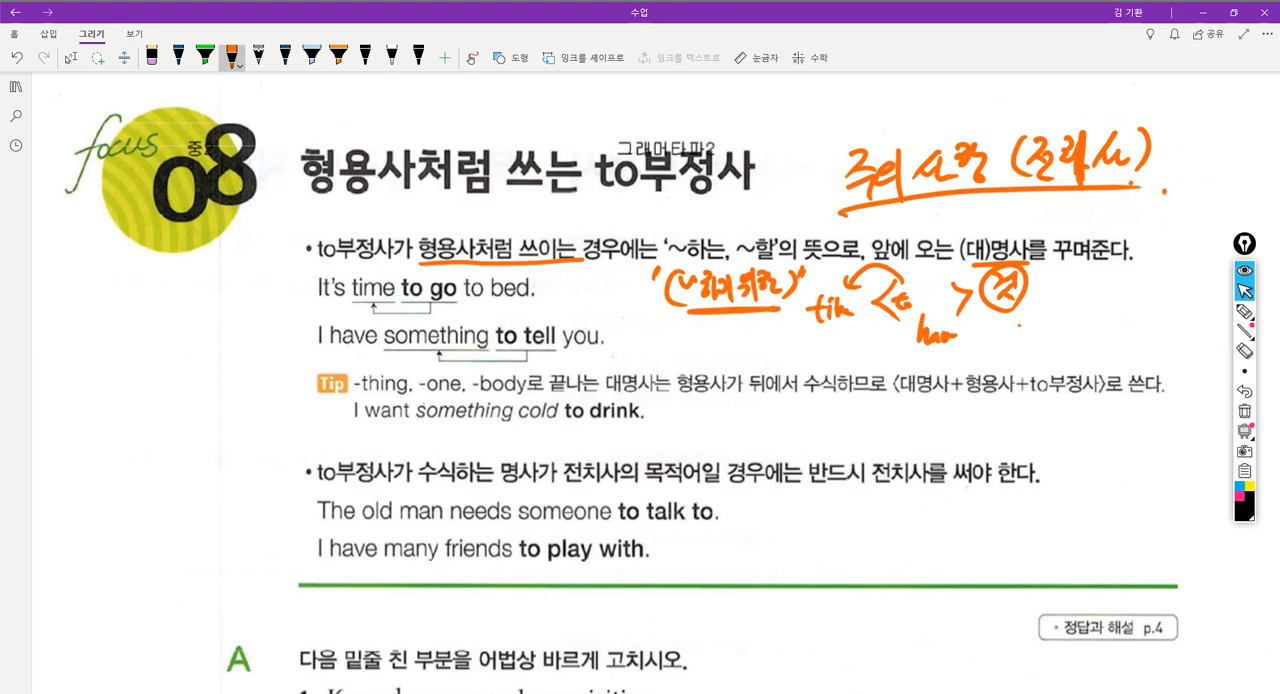 수업
김 기환
홈 삽입 그리기 보기
공유
도형 잉크를 셰이프로 잉크를 텍스트로 눈금자 수학
focus 08 중요
그래머타파2
형용사처럼 쓰는 to부정사
주의사항
• to부정사가 형용사처럼 쓰이는 경우에는 '~하는, ~할'의 뜻으로, 앞에 오는 (대)명사를 꾸며준다.
It's time to go to bed.
I have something to tell you.
Tip -thing, -one, -body로 끝나는 대명사는 형용사가 뒤에서 수식하므로 〈대명사+형용사+to부정사〉로 쓴다.
I want something cold to drink.
• to부정사가 수식하는 명사가 전치사의 목적어일 경우에는 반드시 전치사를 써야 한다.
The old man needs someone to talk to.
I have many friends to play with.
• 정답과 해설 p.4
A 다음 밑줄 친 부분을 어법상 바르게 고치시오.